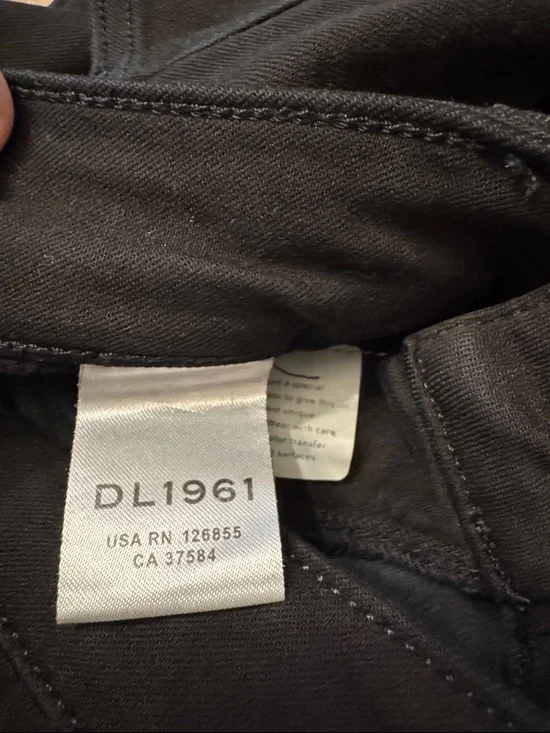 DL1961
USA RN 126855
CA 37584
a special
to give this
unique
Wear with care
transfer
surfaces